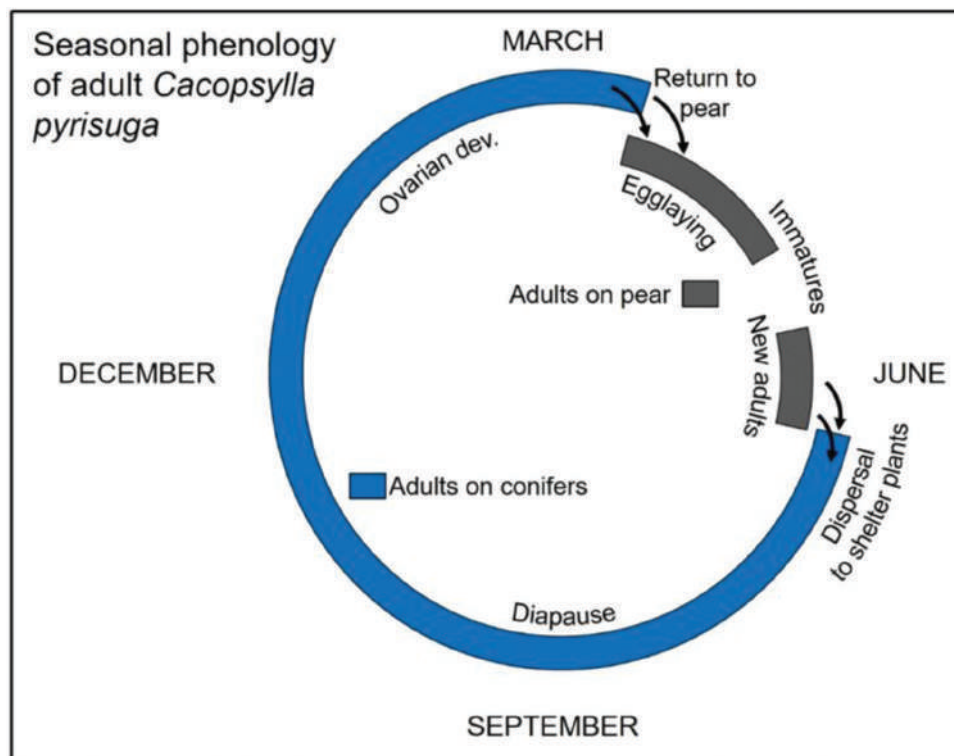 Seasonal phenology
of adult Cacopsylla
pyrisuga
MARCH
Return to
pear
Ovarian dev.
Egglaying
Immatures
Adults on pear
New adults
DECEMBER
JUNE
Adults on conifers
Dispersal
to shelter plants
Diapause
SEPTEMBER